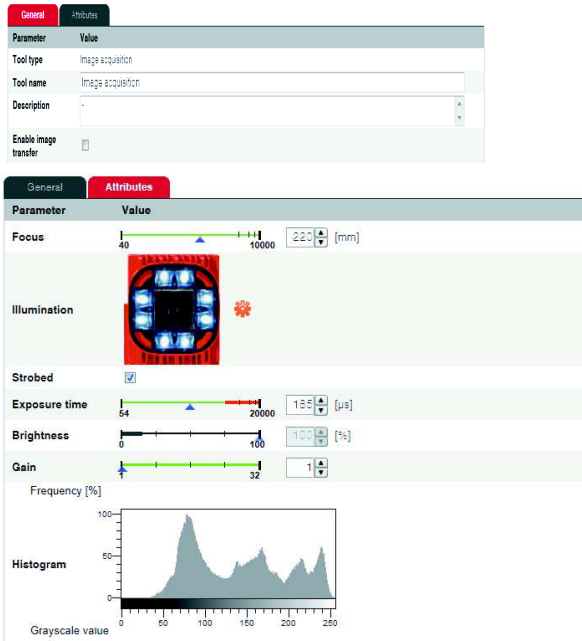 General Attributes
Parameter Value
Tool type Image acquisition
Tool name Image acquisition
Description -
Enable image
transfer
General Attributes
Parameter Value
Focus 40 10000 220 [mm]
Illumination
Strobed
Exposure time 54 20000 185 [µs]
Brightness 0 100 100 [%]
Gain 1 32 1
Frequency [%]
100
50
Histogram
0
0 50 100 150 200 250
Grayscale value